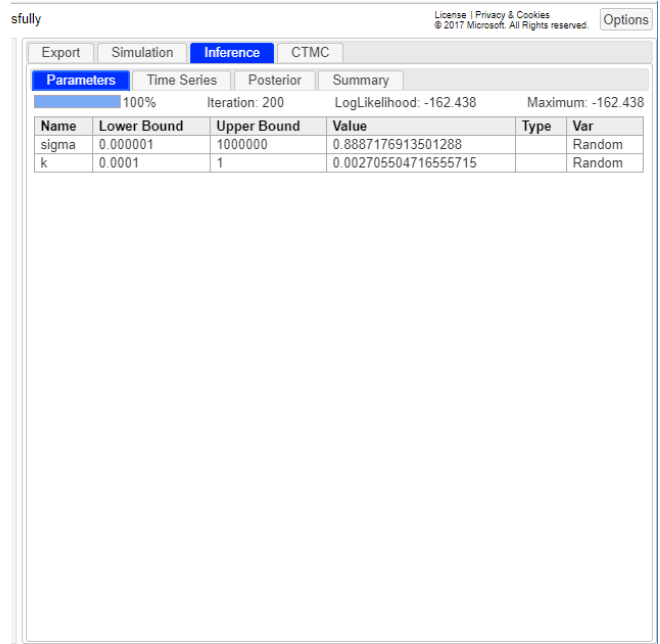 sfully
License | Privacy & Cookies
© 2017 Microsoft. All Rights reserved.
Options
Export Simulation Inference CTMC
Parameters Time Series Posterior Summary
100% Iteration: 200 LogLikelihood: -162.438 Maximum: -162.438
Name Lower Bound Upper Bound Value Type Var
sigma 0.000001 1000000 0.8887176913501288 Random
k 0.0001 1 0.002705504716555715 Random